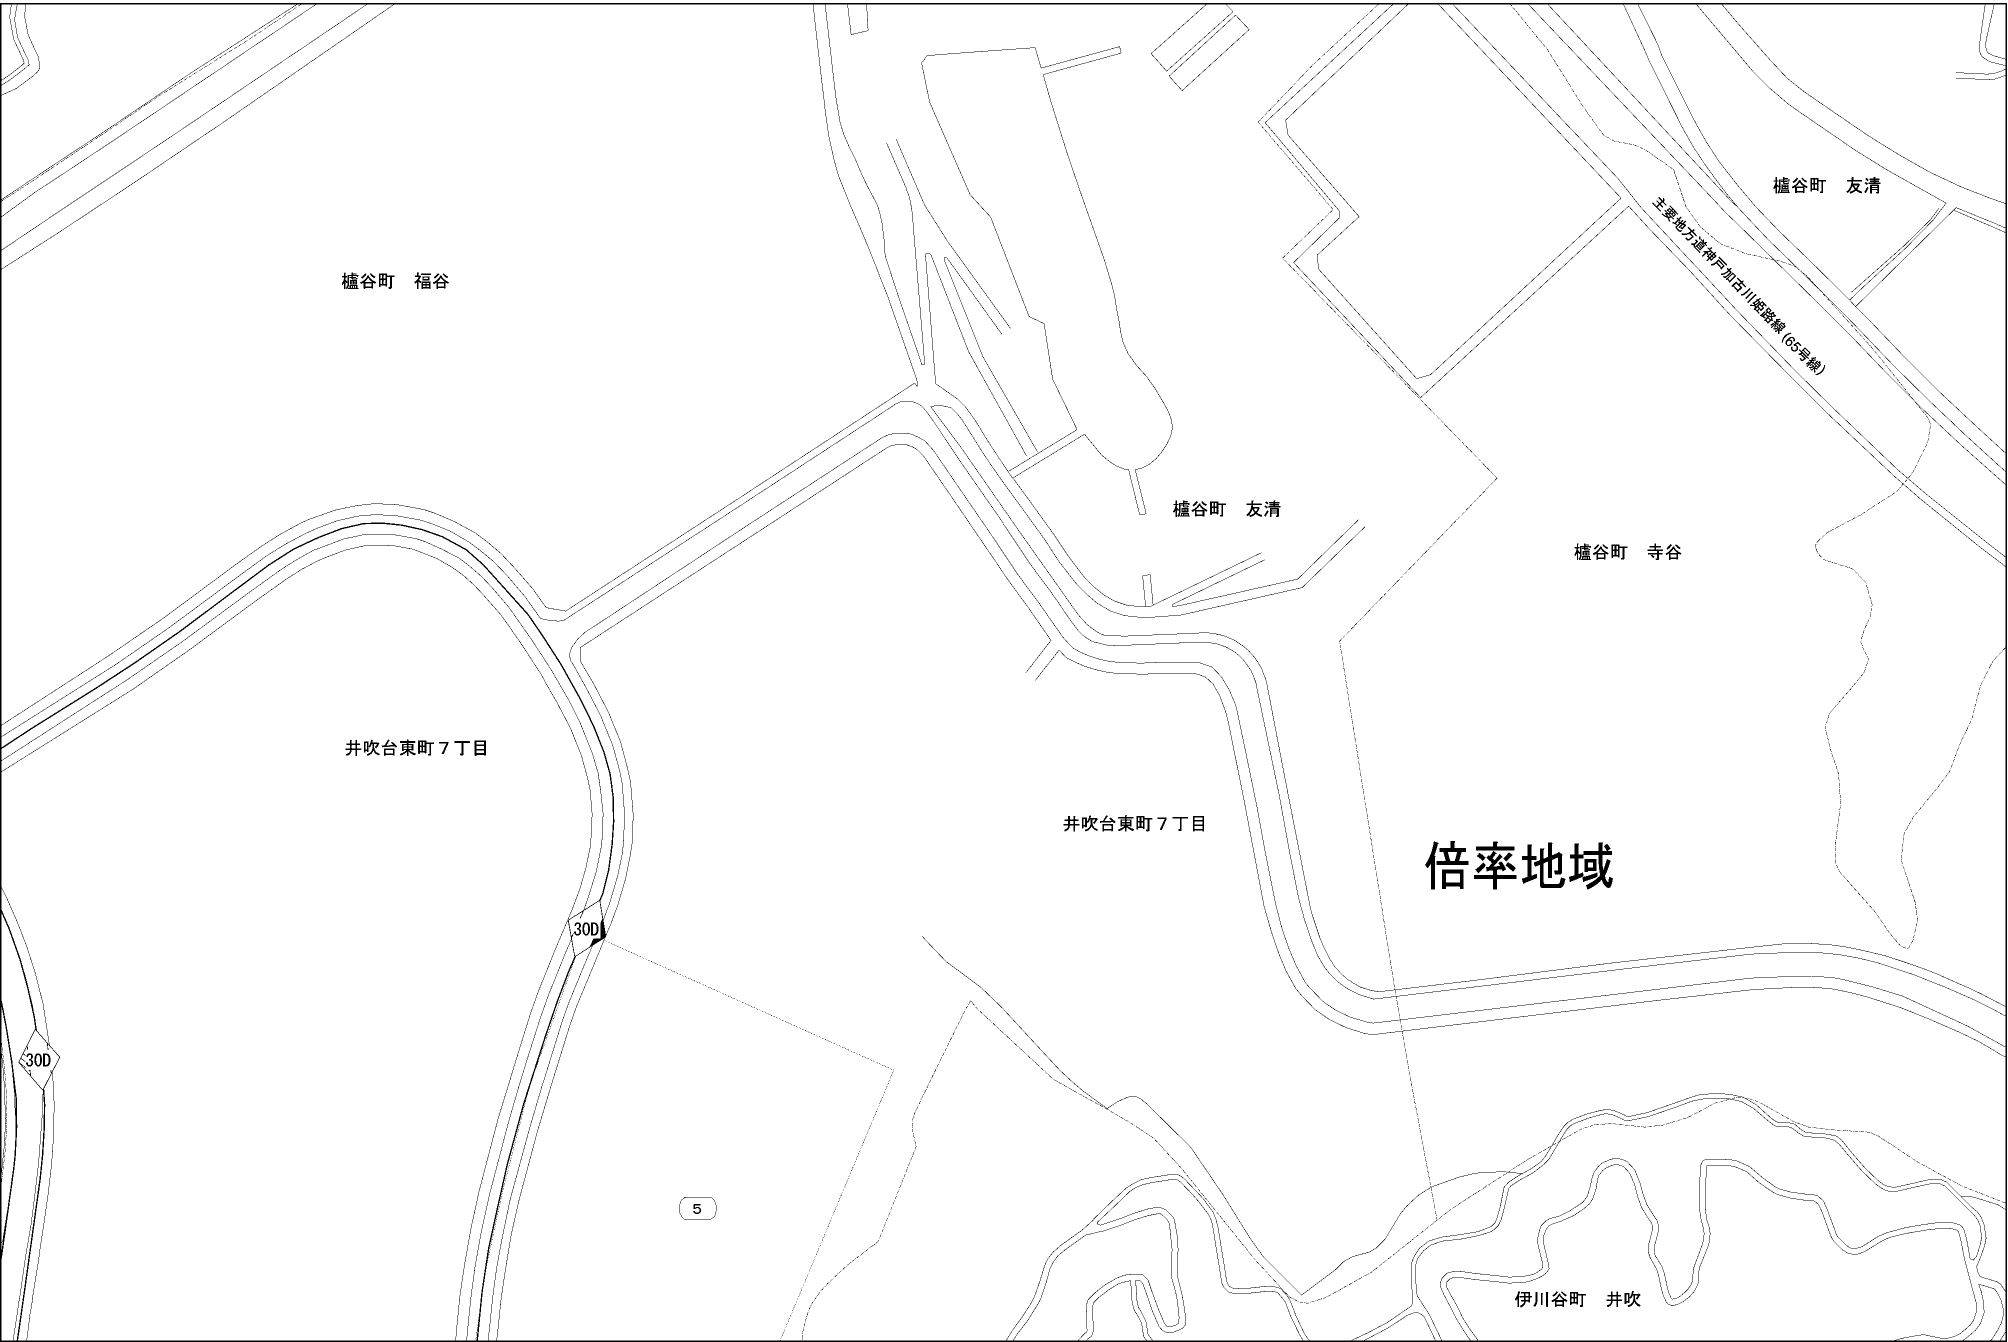 櫨谷町　友清
主要地方道神戸加古川姫路線 (65号線)
櫨谷町　福谷
櫨谷町　友清
櫨谷町　寺谷
井吹台東町７丁目
井吹台東町７丁目
倍率地域
30D
30D
5
伊川谷町　井吹